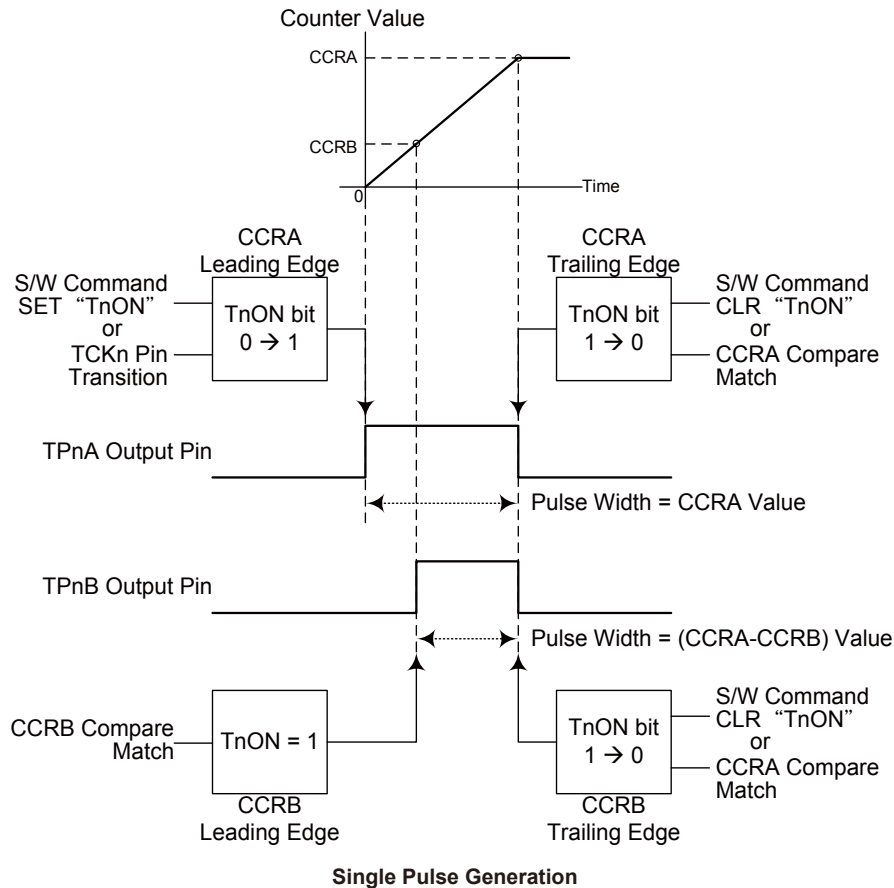 Counter Value
CCRA
CCRB
0
Time
CCRA
Leading Edge
S/W Command
SET “TnON”
or
TCKn Pin
Transition
TnON bit
0 → 1
CCRA
Trailing Edge
TnON bit
1 → 0
S/W Command
CLR “TnON”
or
CCRA Compare
Match
TPnA Output Pin
Pulse Width = CCRA Value
TPnB Output Pin
Pulse Width = (CCRA-CCRB) Value
CCRB Compare
Match
TnON = 1
CCRB
Leading Edge
TnON bit
1 → 0
CCRB
Trailing Edge
S/W Command
CLR “TnON”
or
CCRA Compare
Match
Single Pulse Generation